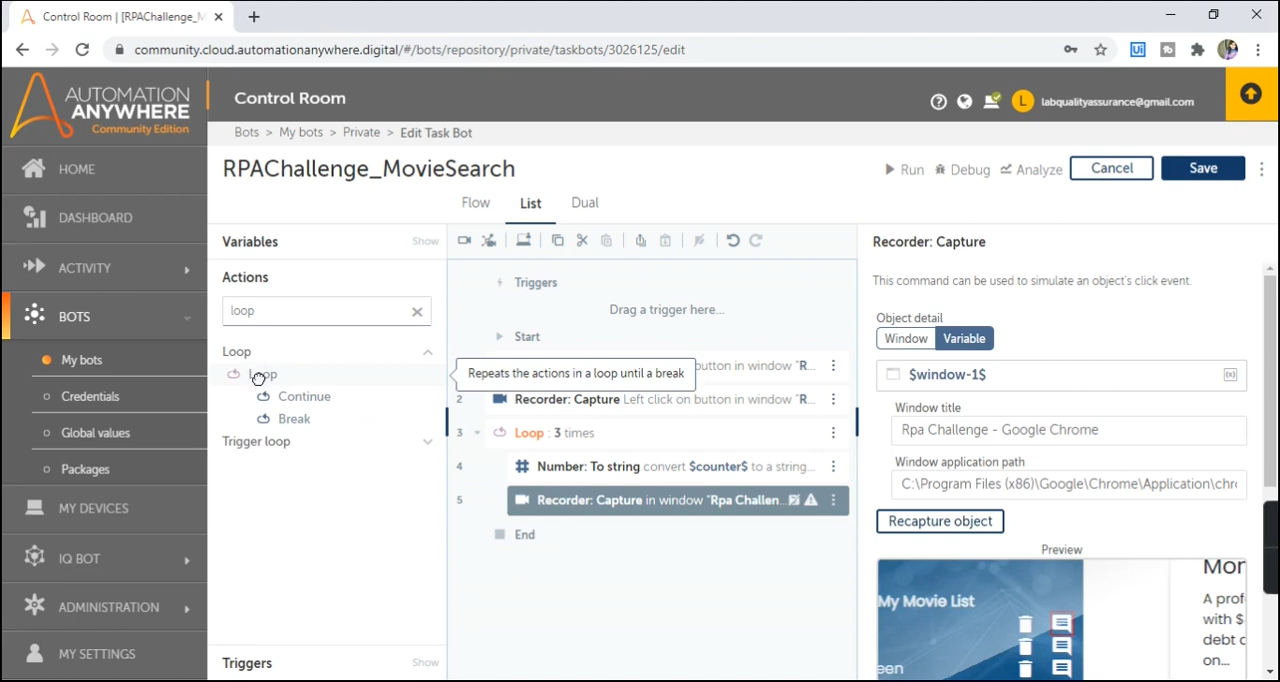 Control Room | [RPAChallenge_M
community.cloud.automationanywhere.digital/#/bots/repository/private/taskbots/3026125/edit
AUTOMATION
ANYWHERE
Community Edition
Control Room
L labqualityassurance@gmail.com
Bots > My bots > Private > Edit Task Bot
RPAChallenge_MovieSearch
Run Debug Analyze Cancel Save
Flow List Dual
HOME
DASHBOARD
ACTIVITY
BOTS
My bots
Credentials
Global values
Packages
MY DEVICES
IQ BOT
ADMINISTRATION
MY SETTINGS
Variables Show
Actions
loop
Loop
Loop
Continue
Break
Trigger loop
Triggers Show
Repeats the actions in a loop until a break
Triggers
Drag a trigger here...
Start
button in window "R...
2 Recorder: Capture Left click on button in window "R...
3 Loop : 3 times
4 Number: To string convert $counter$ to a string...
5 Recorder: Capture in window "Rpa Challen...
End
Recorder: Capture
This command can be used to simulate an object's click event.
Object detail
Window Variable
$window-1$ (x)
Window title
Rpa Challenge - Google Chrome
Window application path
C:\Program Files (x86)\Google\Chrome\Application\chr
Recapture object
Preview
My Movie List
een
Mor
A prof
with $
debt c
on...